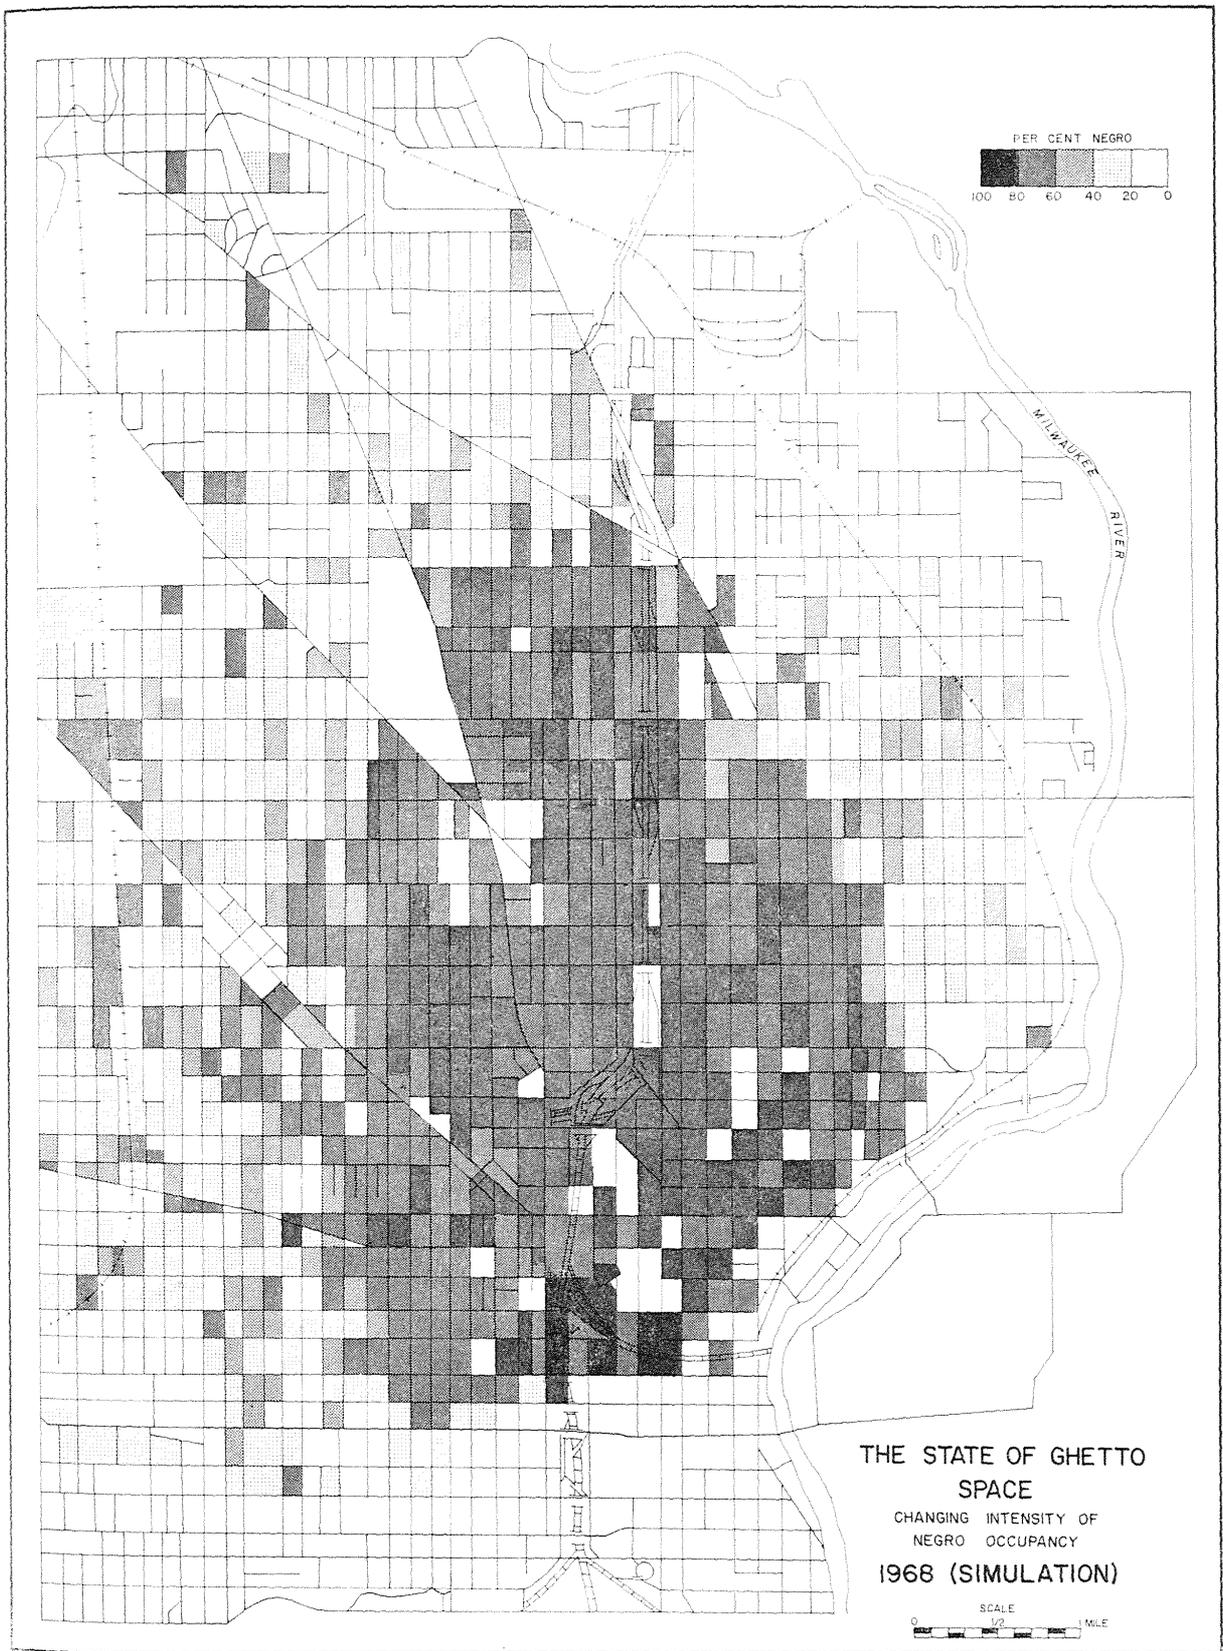 PER CENT NEGRO
100 80 60 40 20 0
MILWAUKEE
RIVER
THE STATE OF GHETTO
SPACE
CHANGING INTENSITY OF
NEGRO OCCUPANCY
1968 (SIMULATION)
SCALE
0 1/2 1 MILE